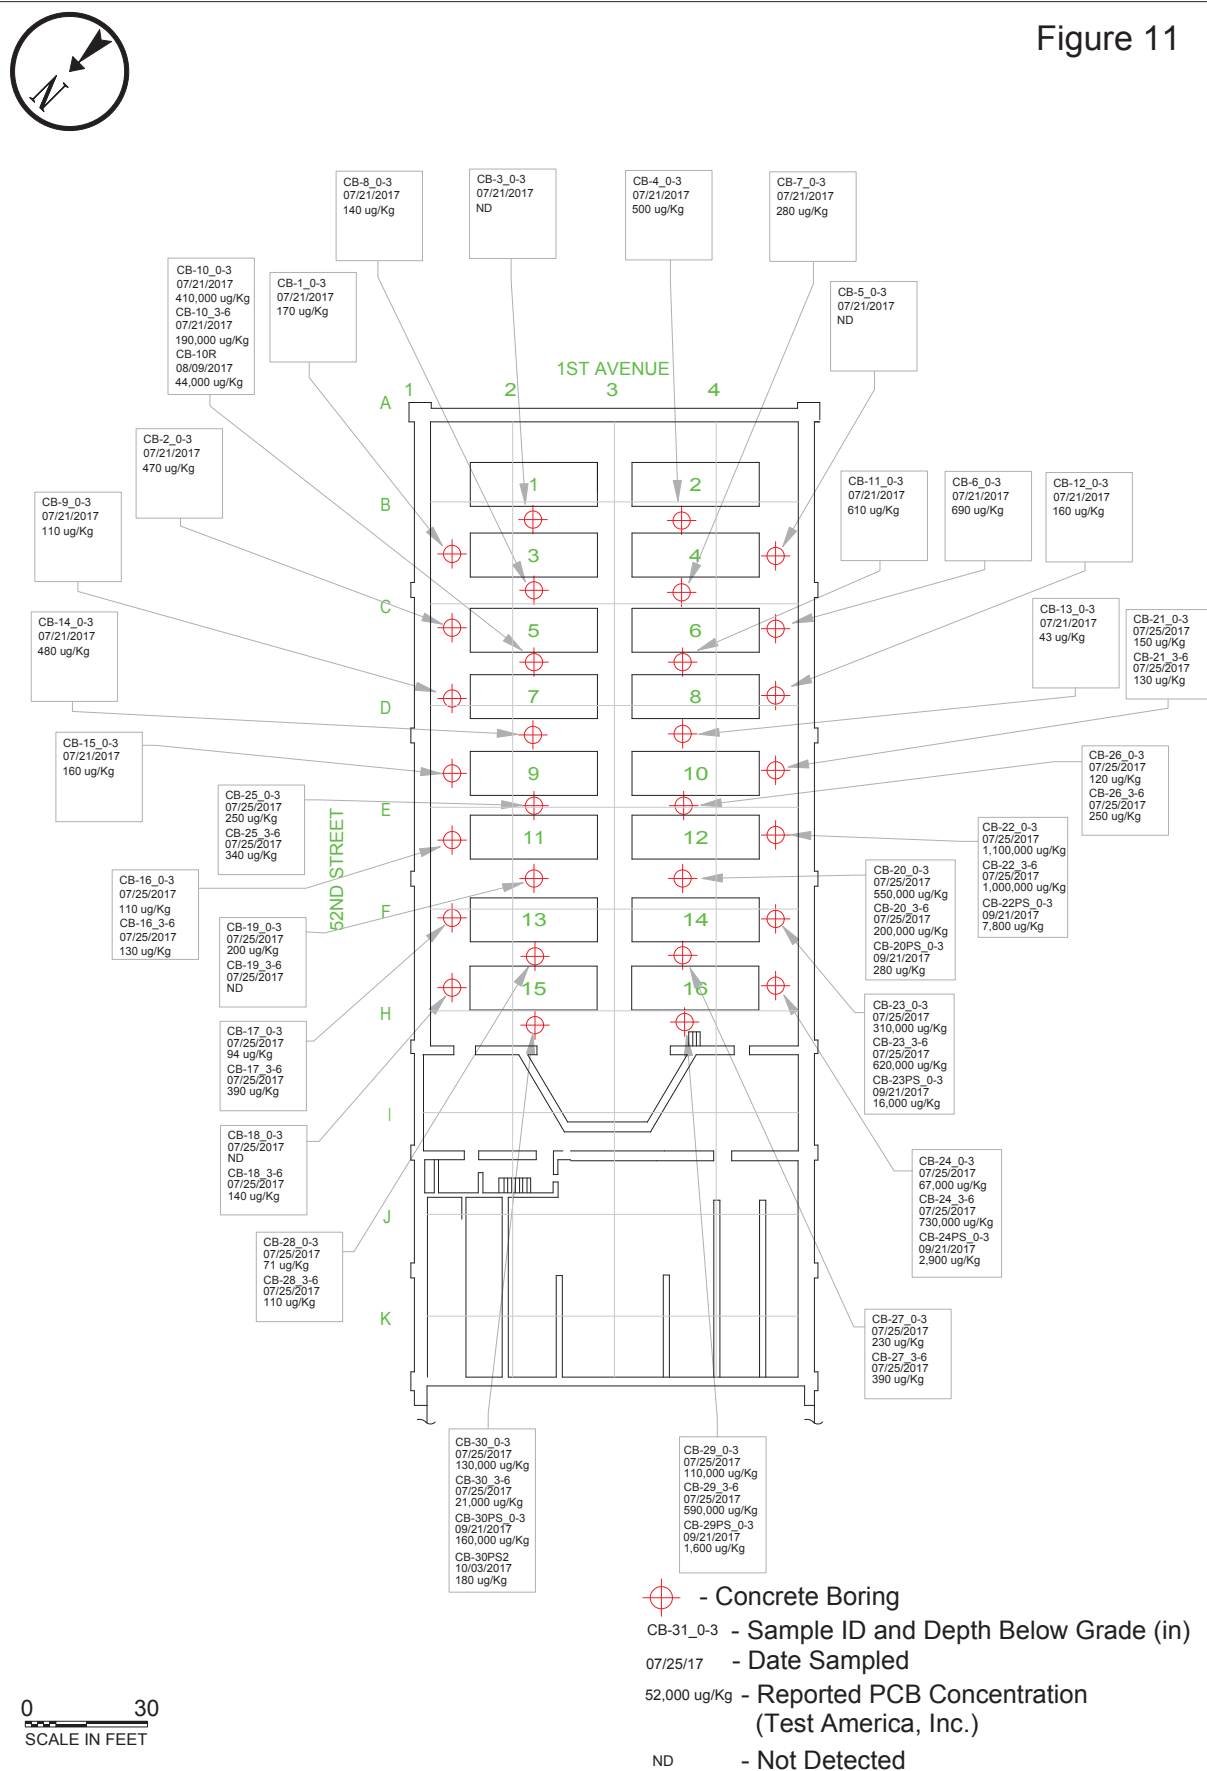 Figure 11
N
CB-8_0-3
07/21/2017
140 ug/Kg
CB-3_0-3
07/21/2017
ND
CB-4_0-3
07/21/2017
500 ug/Kg
CB-7_0-3
07/21/2017
280 ug/Kg
CB-10_0-3
07/21/2017
410,000 ug/Kg
CB-10_3-6
07/21/2017
190,000 ug/Kg
CB-10R
08/09/2017
44,000 ug/Kg
CB-1_0-3
07/21/2017
170 ug/Kg
CB-5_0-3
07/21/2017
ND
1ST AVENUE
1
2
3
4
A
B
C
D
E
F
H
I
J
K
52ND STREET
1
2
3
4
5
6
7
8
9
10
11
12
13
14
15
16
CB-2_0-3
07/21/2017
470 ug/Kg
CB-9_0-3
07/21/2017
110 ug/Kg
CB-14_0-3
07/21/2017
480 ug/Kg
CB-15_0-3
07/21/2017
160 ug/Kg
CB-25_0-3
07/25/2017
250 ug/Kg
CB-25_3-6
07/25/2017
340 ug/Kg
CB-16_0-3
07/25/2017
110 ug/Kg
CB-16_3-6
07/25/2017
130 ug/Kg
CB-19_0-3
07/25/2017
200 ug/Kg
CB-19_3-6
07/25/2017
ND
CB-17_0-3
07/25/2017
94 ug/Kg
CB-17_3-6
07/25/2017
390 ug/Kg
CB-18_0-3
07/25/2017
ND
CB-18_3-6
07/25/2017
140 ug/Kg
CB-28_0-3
07/25/2017
71 ug/Kg
CB-28_3-6
07/25/2017
110 ug/Kg
CB-11_0-3
07/21/2017
610 ug/Kg
CB-6_0-3
07/21/2017
690 ug/Kg
CB-12_0-3
07/21/2017
160 ug/Kg
CB-13_0-3
07/21/2017
43 ug/Kg
CB-21_0-3
07/25/2017
150 ug/Kg
CB-21_3-6
07/25/2017
130 ug/Kg
CB-26_0-3
07/25/2017
120 ug/Kg
CB-26_3-6
07/25/2017
250 ug/Kg
CB-22_0-3
07/25/2017
1,100,000 ug/Kg
CB-22_3-6
07/25/2017
1,000,000 ug/Kg
CB-22PS_0-3
09/21/2017
7,800 ug/Kg
CB-20_0-3
07/25/2017
550,000 ug/Kg
CB-20_3-6
07/25/2017
200,000 ug/Kg
CB-20PS_0-3
09/21/2017
280 ug/Kg
CB-23_0-3
07/25/2017
310,000 ug/Kg
CB-23_3-6
07/25/2017
620,000 ug/Kg
CB-23PS_0-3
09/21/2017
16,000 ug/Kg
CB-24_0-3
07/25/2017
67,000 ug/Kg
CB-24_3-6
07/25/2017
730,000 ug/Kg
CB-24PS_0-3
09/21/2017
2,900 ug/Kg
CB-27_0-3
07/25/2017
230 ug/Kg
CB-27_3-6
07/25/2017
390 ug/Kg
CB-30_0-3
07/25/2017
130,000 ug/Kg
CB-30_3-6
07/25/2017
21,000 ug/Kg
CB-30PS_0-3
09/21/2017
160,000 ug/Kg
CB-30PS2
10/03/2017
180 ug/Kg
CB-29_0-3
07/25/2017
110,000 ug/Kg
CB-29_3-6
07/25/2017
590,000 ug/Kg
CB-29PS_0-3
09/21/2017
1,600 ug/Kg
- Concrete Boring
CB-31_0-3 - Sample ID and Depth Below Grade (in)
07/25/17 - Date Sampled
52,000 ug/Kg - Reported PCB Concentration
(Test America, Inc.)
ND - Not Detected
0 30
SCALE IN FEET